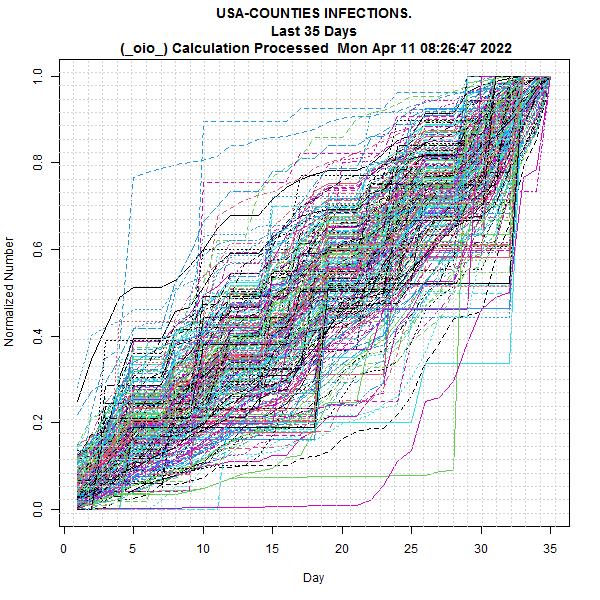 USA-COUNTIES INFECTIONS.
Last 35 Days
(_oio_) Calculation Processed  Mon Apr 11 08:26:47 2022
Normalized Number
1.0
0.8
0.6
0.4
0.2
0.0
0 5 10 15 20 25 30 35
Day